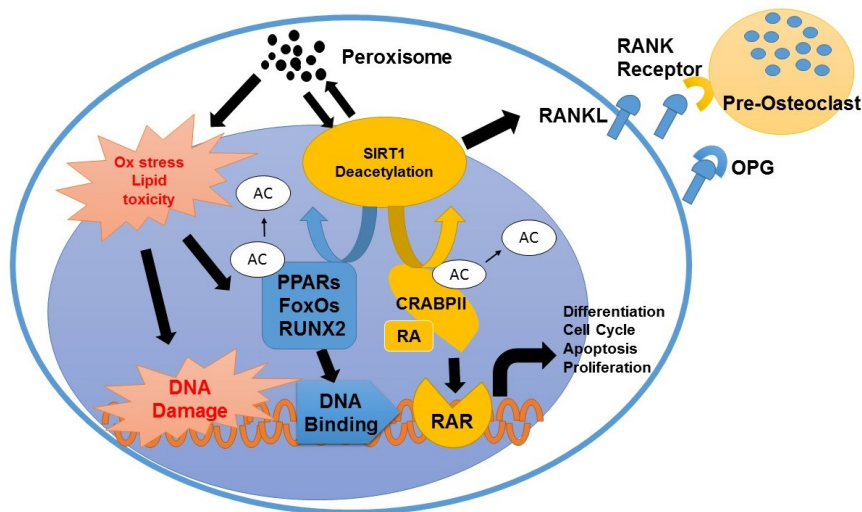 Peroxisome
RANK
Receptor
Pre-Osteoclast
RANKL
OPG
SIRT1
Deacetylation
Ox stress
Lipid
toxicity
AC
AC
AC
AC
PPARs
FoxOs
RUNX2
CRABPII
RA
Differentiation
Cell Cycle
Apoptosis
Proliferation
DNA
Damage
DNA
Binding
RAR